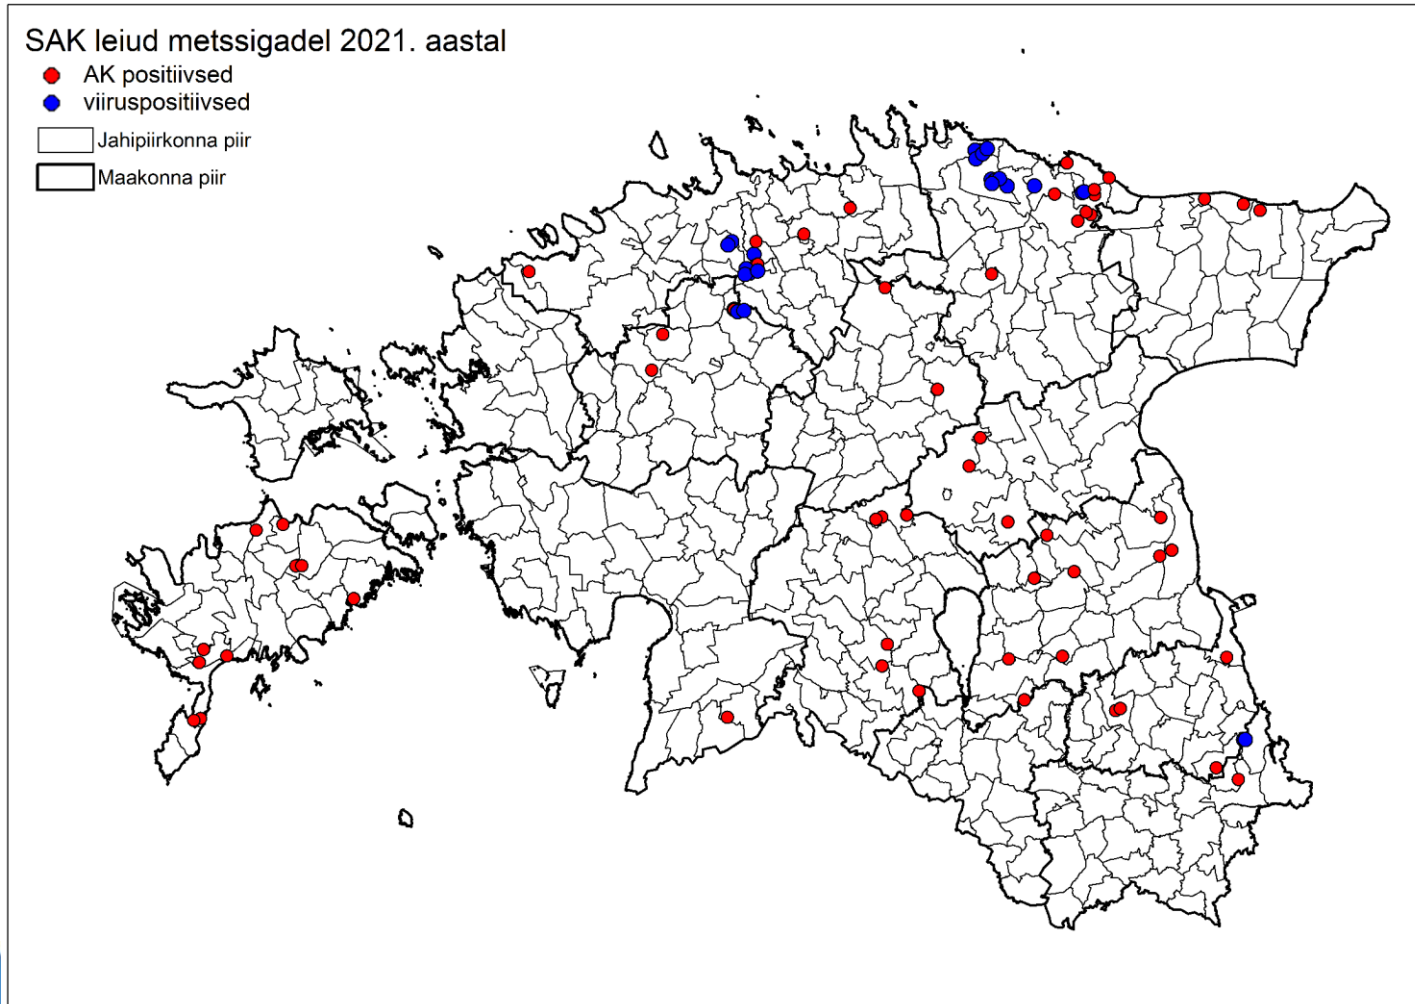 SAK leiud metssigadel 2021. aastal
AK positiivsed
viiruspositiivsed
Jahipiirkonna piir
Maakonna piir